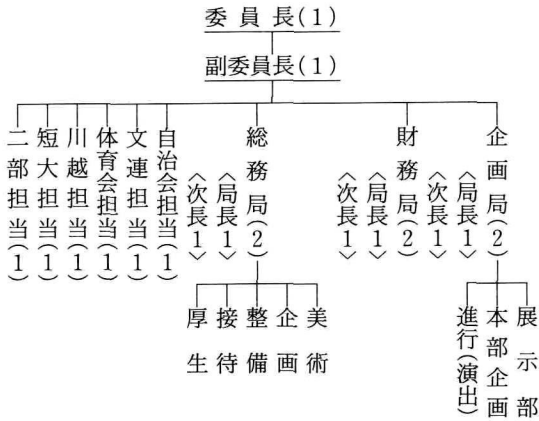 委員長(1)
副委員長(1)
企画局(2)
〈局長1〉
〈次長1〉
財務局(2)
〈局長1〉
〈次長1〉
総務局(2)
〈局長1〉
〈次長1〉
自治会担当(1)
文連担当(1)
体育会担当(1)
川越担当(1)
短大担当(1)
二部担当(1)
展示部
本部企画
進行(演出)
美術
企画
整備
接待
厚生